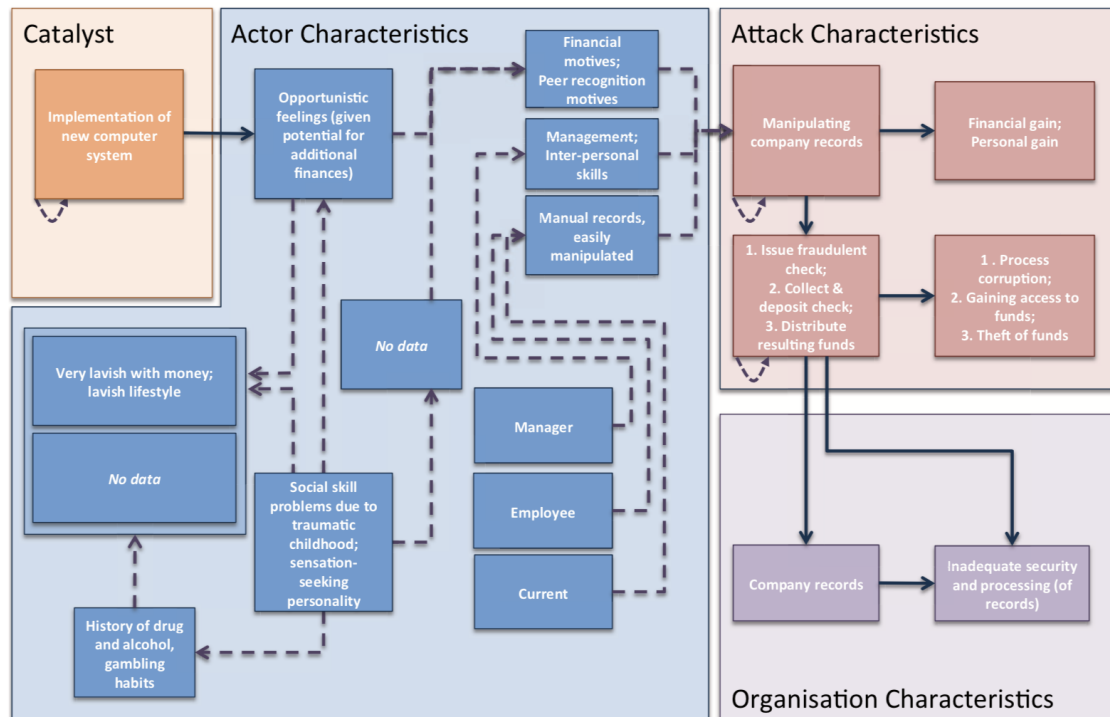 Catalyst
Implementation of
new computer
system
Actor Characteristics
Opportunistic
feelings (given
potential for
additional
finances)
Financial
motives;
Peer recognition
motives
Management;
Inter-personal
skills
Manual records,
easily
manipulated
No data
Very lavish with money;
lavish lifestyle
No data
Social skill
problems due to
traumatic
childhood;
sensation-
seeking
personality
History of drug
and alcohol,
gambling
habits
Manager
Employee
Current
Attack Characteristics
Manipulating
company records
Financial gain;
Personal gain
1. Issue fraudulent
check;
2. Collect &
deposit check;
3. Distribute
resulting funds
1 . Process
corruption;
2. Gaining access to
funds;
3. Theft of funds
Company records
Inadequate security
and processing (of
records)
Organisation Characteristics